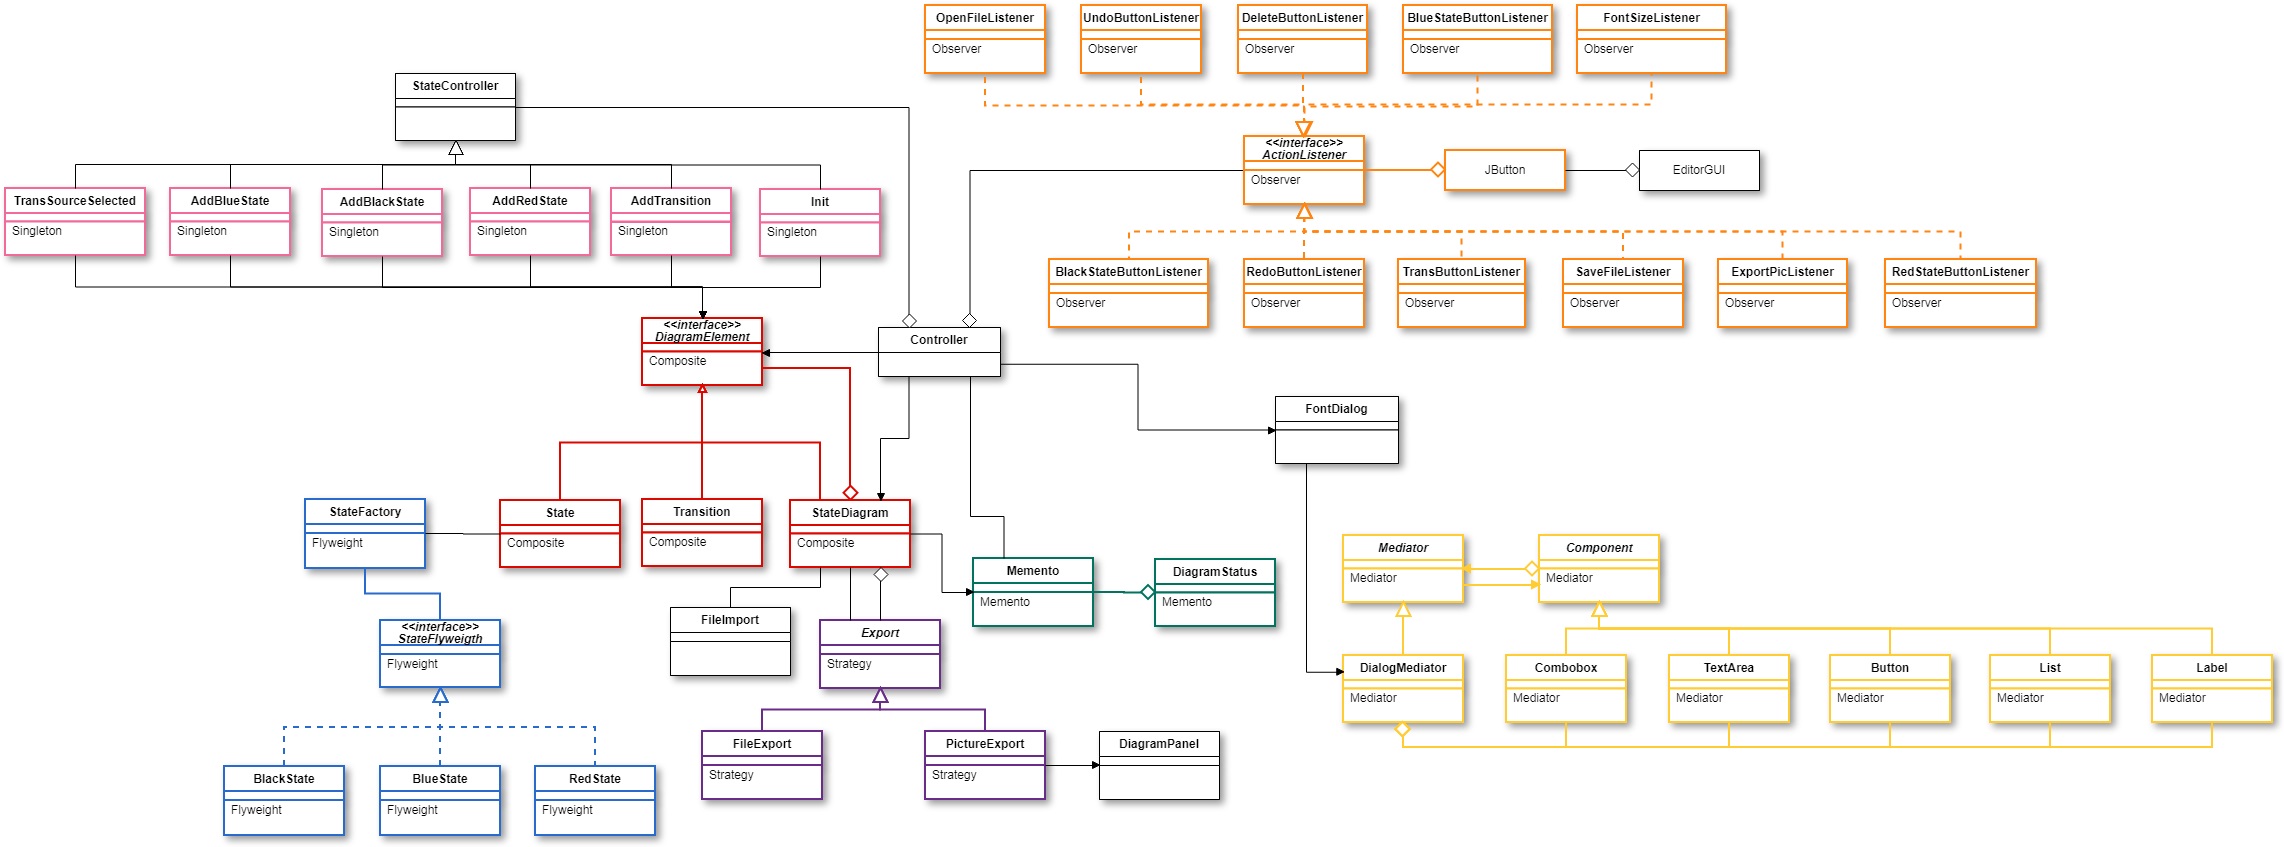 OpenFileListener
Observer
UndoButtonListener
Observer
DeleteButtonListener
Observer
BlueStateButtonListener
Observer
FontSizeListener
Observer
StateController
<<interface>>
ActionListener
Observer
JButton
EditorGUI
TransSourceSelected
Singleton
AddBlueState
Singleton
AddBlackState
Singleton
AddRedState
Singleton
AddTransition
Singleton
Init
Singleton
BlackStateButtonListener
Observer
RedoButtonListener
Observer
TransButtonListener
Observer
SaveFileListener
Observer
ExportPicListener
Observer
RedStateButtonListener
Observer
<<interface>>
DiagramElement
Composite
Controller
FontDialog
StateFactory
Flyweight
State
Composite
Transition
Composite
StateDiagram
Composite
Memento
Memento
DiagramStatus
Memento
Mediator
Mediator
Component
Mediator
<<interface>>
StateFlyweigth
Flyweight
FileImport
Export
Strategy
DialogMediator
Mediator
Combobox
Mediator
TextArea
Mediator
Button
Mediator
List
Mediator
Label
Mediator
FileExport
Strategy
PictureExport
Strategy
DiagramPanel
BlackState
Flyweight
BlueState
Flyweight
RedState
Flyweight